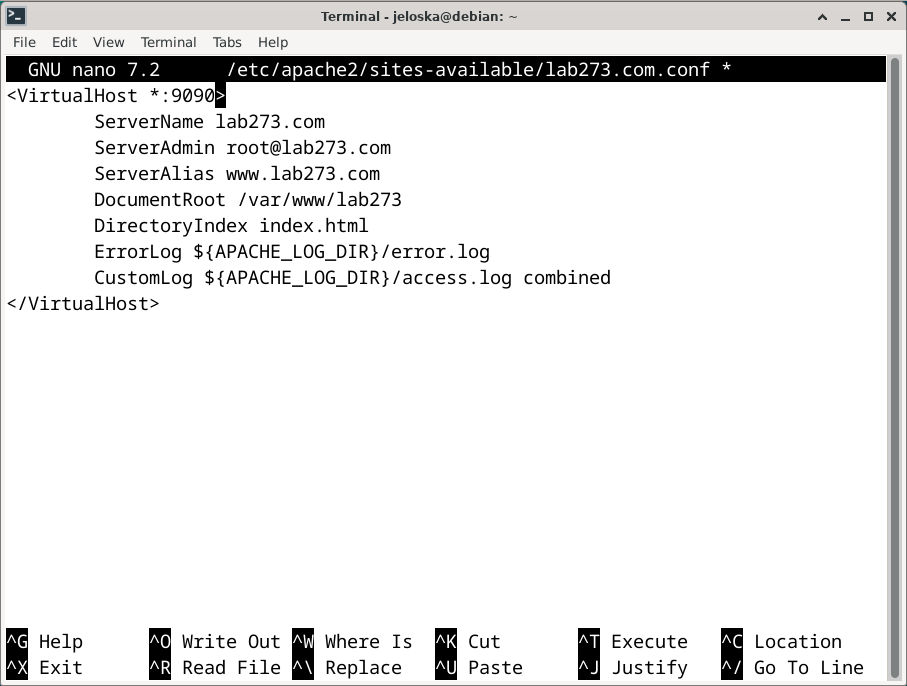 Terminal - jeloska@debian: ~
File Edit View Terminal Tabs Help
GNU nano 7.2 /etc/apache2/sites-available/lab273.com.conf *
<VirtualHost *:9090>
ServerName lab273.com
ServerAdmin root@lab273.com
ServerAlias www.lab273.com
DocumentRoot /var/www/lab273
DirectoryIndex index.html
ErrorLog ${APACHE_LOG_DIR}/error.log
CustomLog ${APACHE_LOG_DIR}/access.log combined
</VirtualHost>
^G Help ^O Write Out ^W Where Is ^K Cut ^T Execute ^C Location
^X Exit ^R Read File ^\ Replace ^U Paste ^J Justify ^/ Go To Line